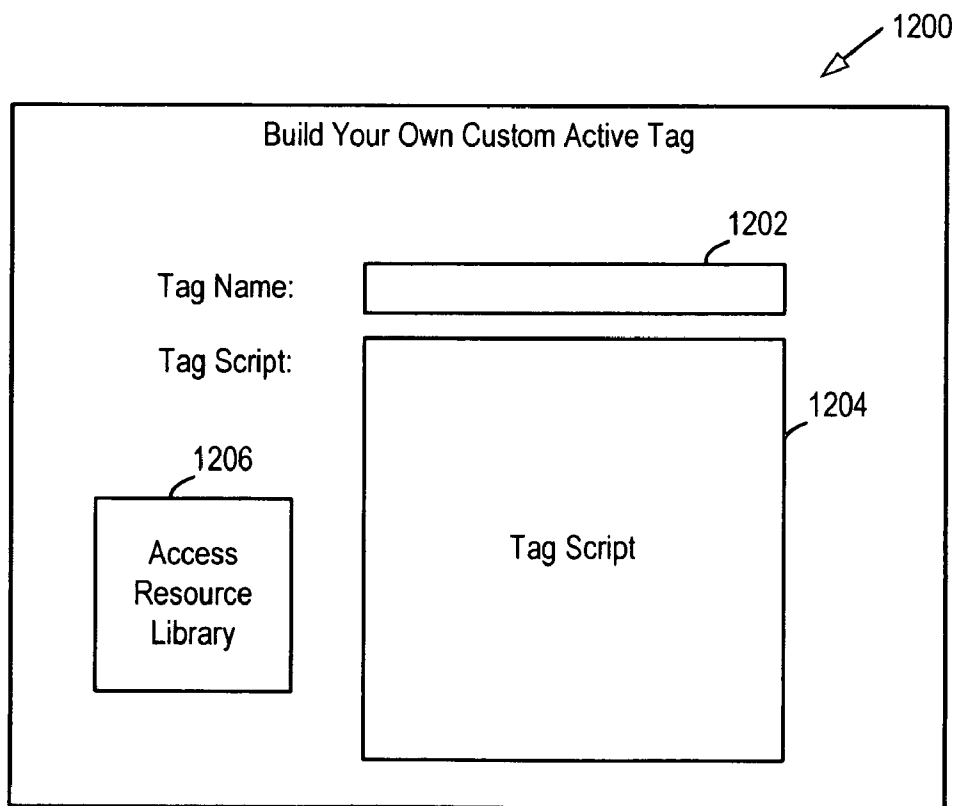 1200
Build Your Own Custom Active Tag
1202
Tag Name:
Tag Script:
1204
1206
Access
Resource
Library
Tag Script